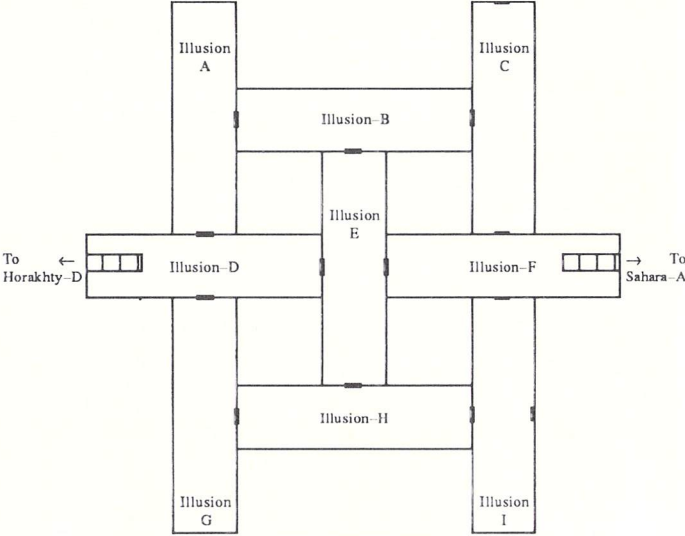 Illusion
A
Illusion
C
Illusion–B
Illusion
E
To ←
Horakhty–D
Illusion–D
Illusion–F
→ To
Sahara–A
Illusion–H
Illusion
G
Illusion
I